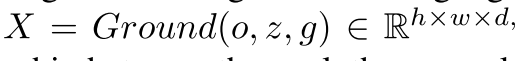 X = Ground(o, z, g) ∈ ℝ^{h×w×d},